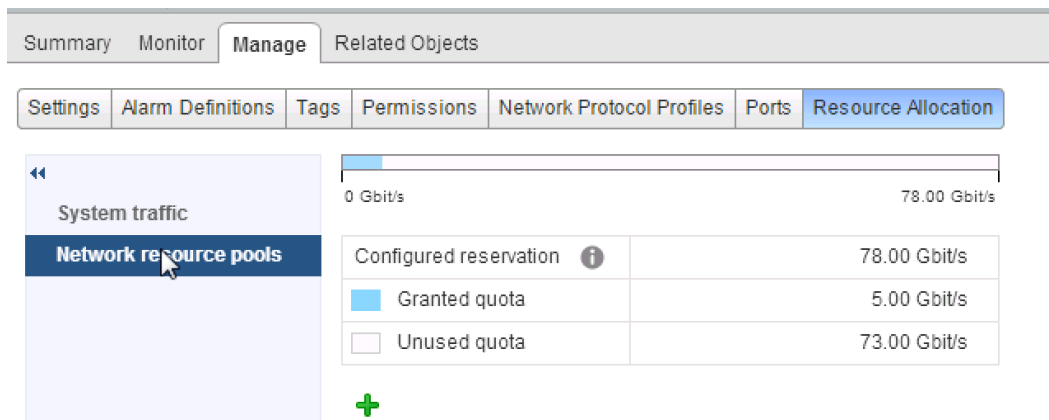 Summary Monitor Manage Related Objects
Settings Alarm Definitions Tags Permissions Network Protocol Profiles Ports Resource Allocation
System traffic
Network resource pools
0 Gbit/s 78.00 Gbit/s
Configured reservation 78.00 Gbit/s
Granted quota 5.00 Gbit/s
Unused quota 73.00 Gbit/s